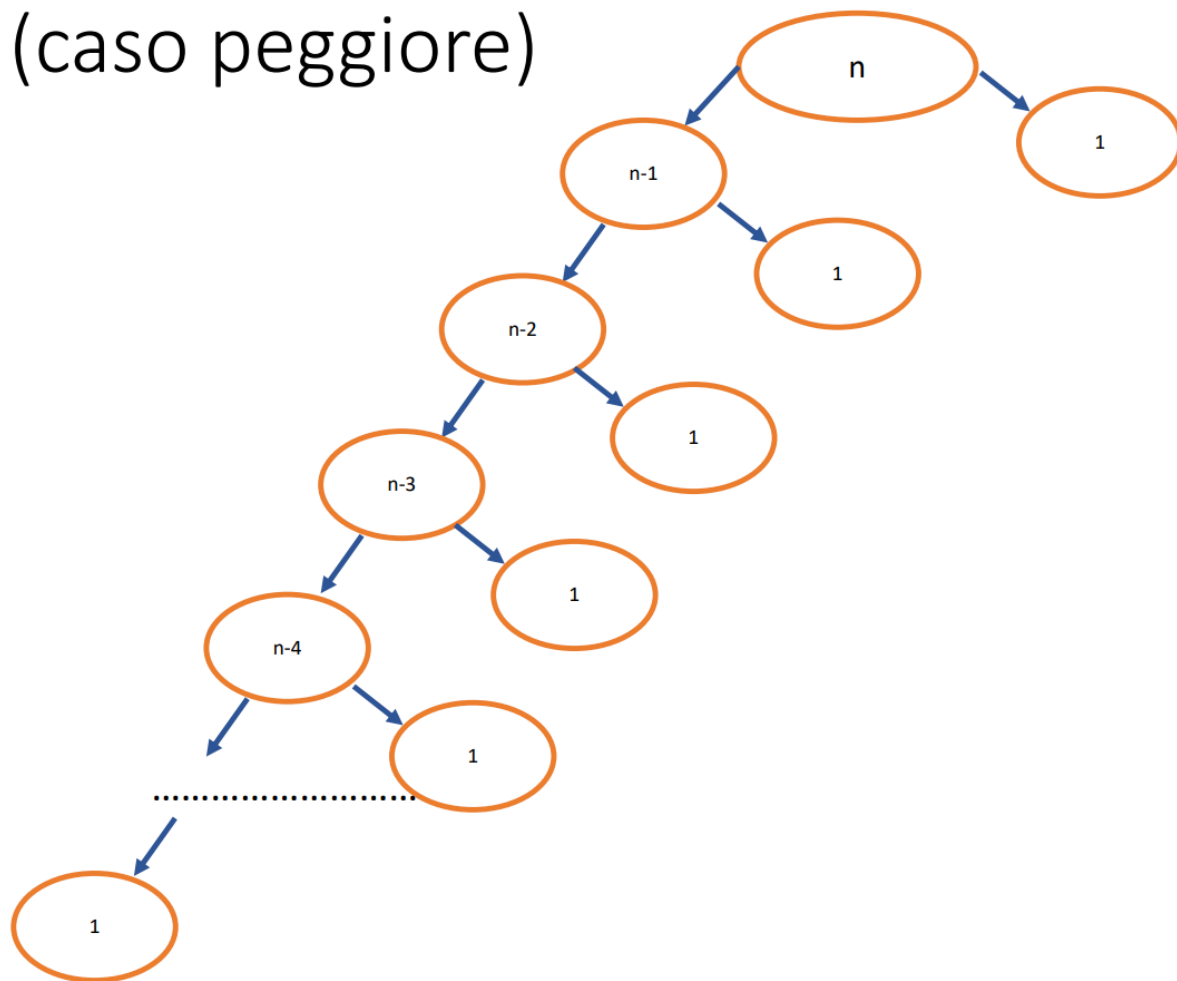 (caso peggiore)
n
1
n-1
1
n-2
1
n-3
1
n-4
1
...........................
1